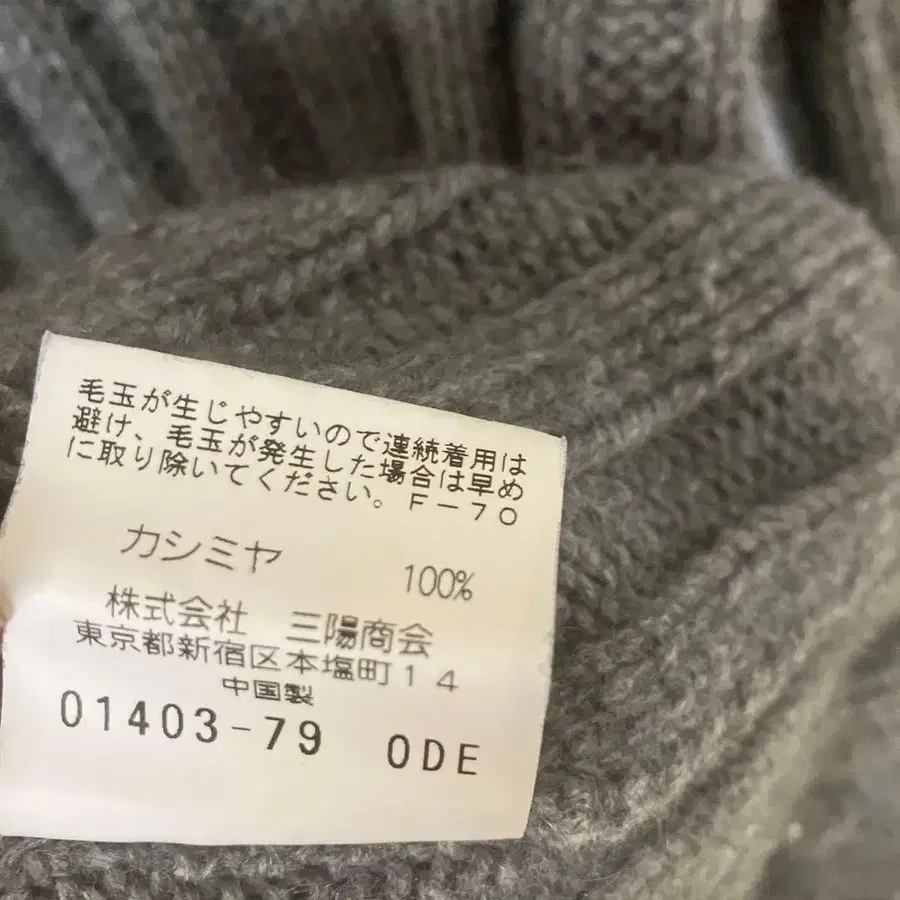 毛玉が生じやすいので連続着用は
避け、毛玉が発生した場合は早め
に取り除いてください。F－70
カシミヤ 100%
株式会社 三陽商会
東京都新宿区本塩町14
中国製
01403-79 0DE